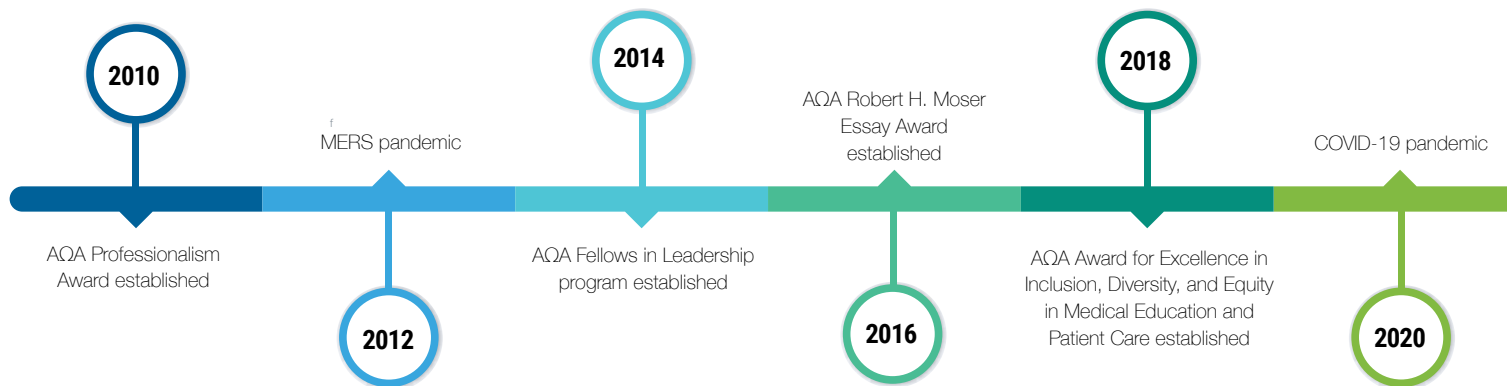 2010
AΩA Professionalism
Award established
f
MERS pandemic
2012
2014
AΩA Fellows in Leadership
program established
AΩA Robert H. Moser
Essay Award
established
2016
2018
AΩA Award for Excellence in
Inclusion, Diversity, and Equity
in Medical Education and
Patient Care established
COVID-19 pandemic
2020